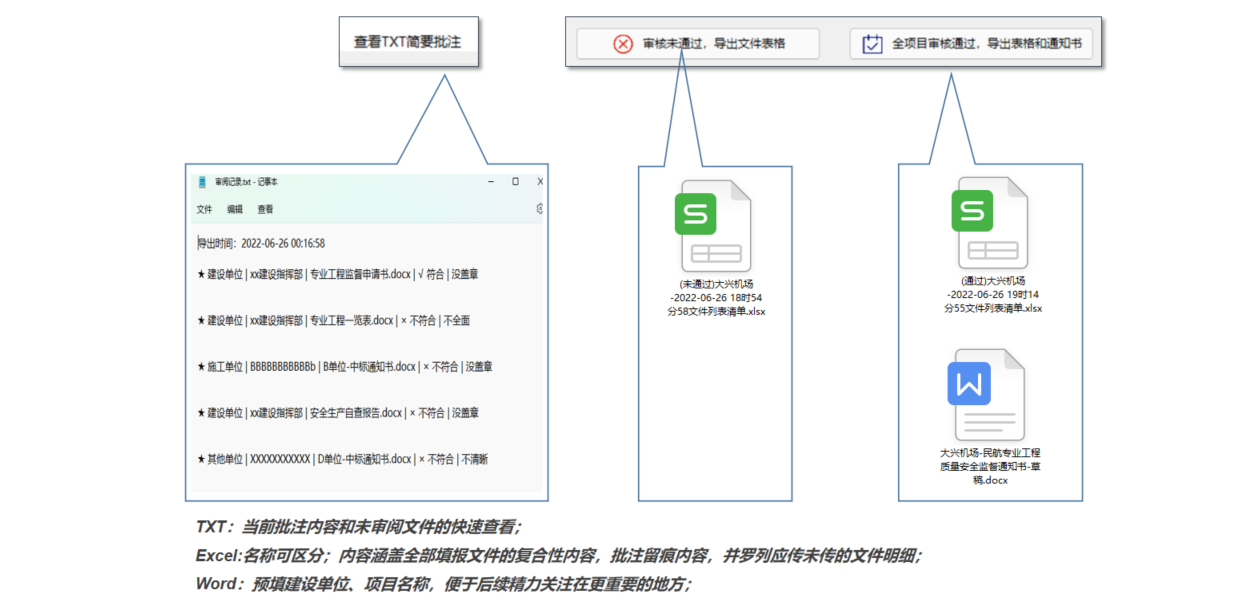 查看TXT简要批注
审核未通过，导出文件表格
全项目审核通过，导出表格和通知书
审阅记录.txt - 记事本
文件 编辑 查看
导出时间：2022-06-26 00:16:58
★ 建设单位 | xx建设指挥部 | 专业工程监督申请书.docx | √ 符合 | 没盖章
★ 建设单位 | xx建设指挥部 | 专业工程一览表.docx | × 不符合 | 不全面
★ 施工单位 | BBBBBBBBBBBb | B单位-中标通知书.docx | × 不符合 | 没盖章
★ 建设单位 | xx建设指挥部 | 安全生产自查报告.docx | × 不符合 | 没盖章
★ 其他单位 | XXXXXXXXXXX | D单位-中标通知书.docx | × 不符合 | 不清晰
S
(未通过)大兴机场
-2022-06-26 18时54
分58文件列表清单.xlsx
S
(通过)大兴机场
-2022-06-26 19时14
分55文件列表清单.xlsx
W
大兴机场-民航专业工程
质量安全监督通知书-草
稿.docx
TXT：当前批注内容和未审阅文件的快速查看；
Excel:名称可区分；内容涵盖全部填报文件的复合性内容，批注留痕内容，并罗列应传未传的文件明细；
Word：预填建设单位、项目名称，便于后续精力关注在更重要的地方；